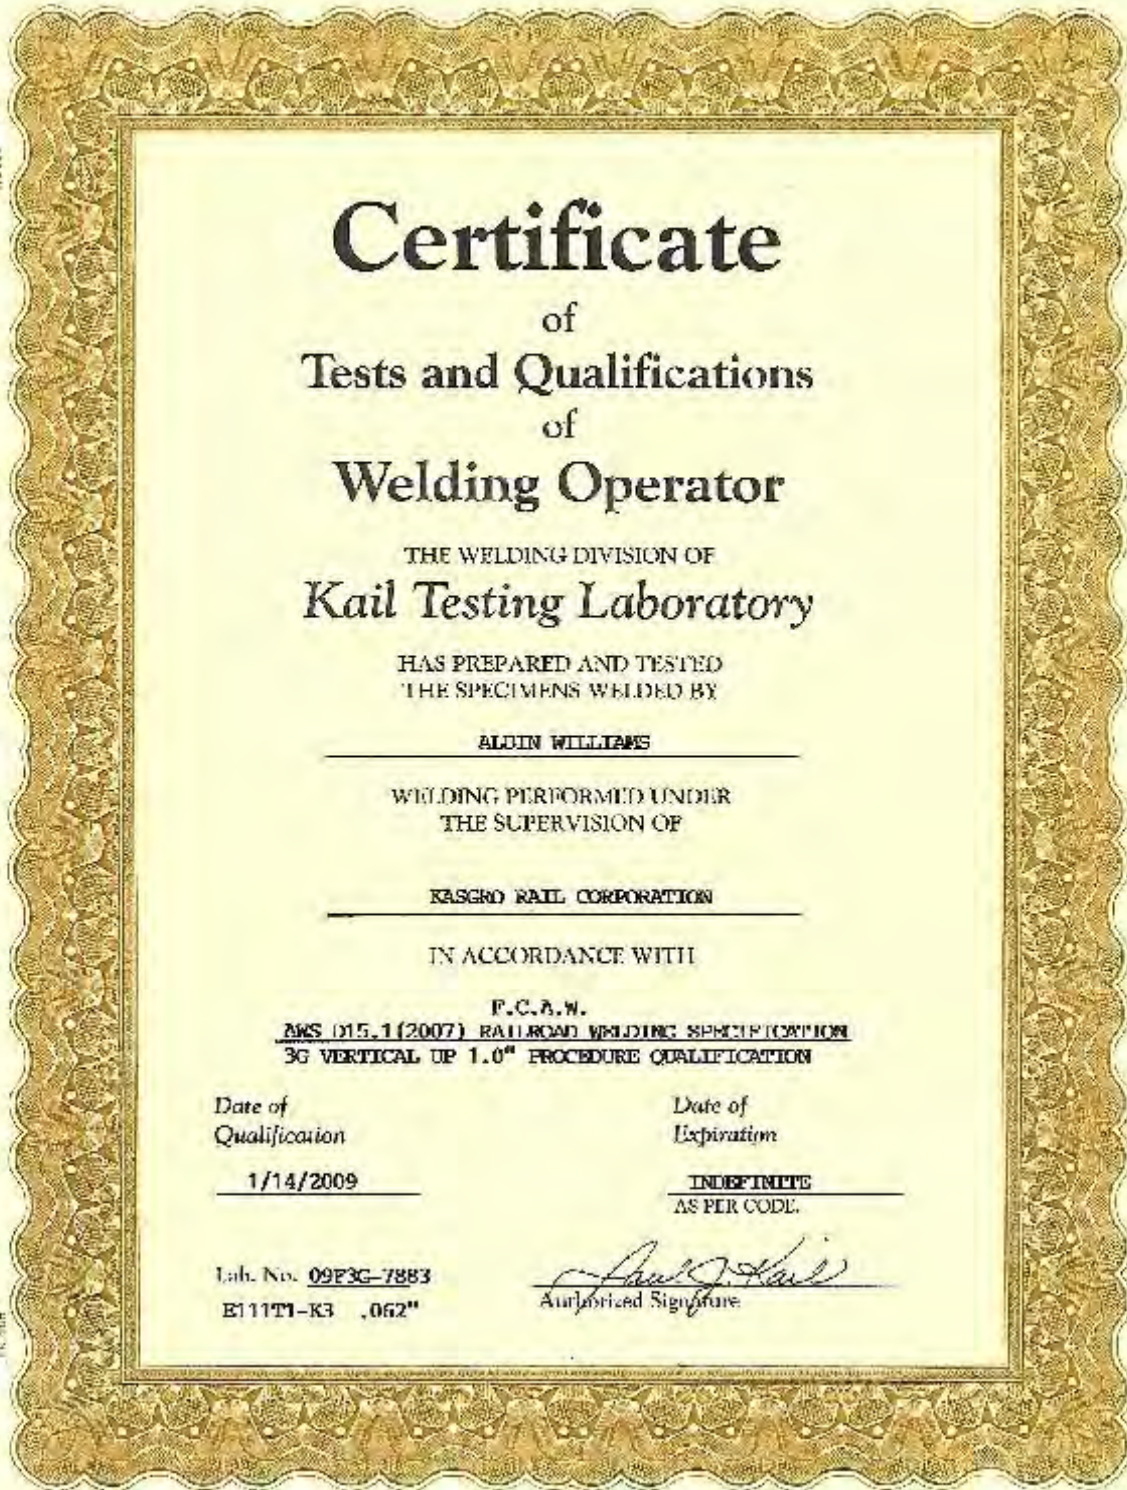 Certificate
of
Tests and Qualifications
of
Welding Operator
THE WELDING DIVISION OF
Kail Testing Laboratory
HAS PREPARED AND TESTED
THE SPECIMENS WELDED BY
WILLIAMS
WELDING PERFORMED UNDER
THE SUPERVISION OF
KASGRO RAIL CORPORATION
IN ACCORDANCE WITH
F.C.A.W.
AWS D15.1(2007) RAILROAD WELDING SPECIFICATION
3G VERTICAL UP 1.0" PROCEDURE QUALIFICATION
Date of Date of
Qualification Expiration
1/14/2009 INDEFINITE
AS PER CODE.
Lab. No. 09F3G-7883 Paul J. Kail
E111T1-K3 .062" Authorized Signature